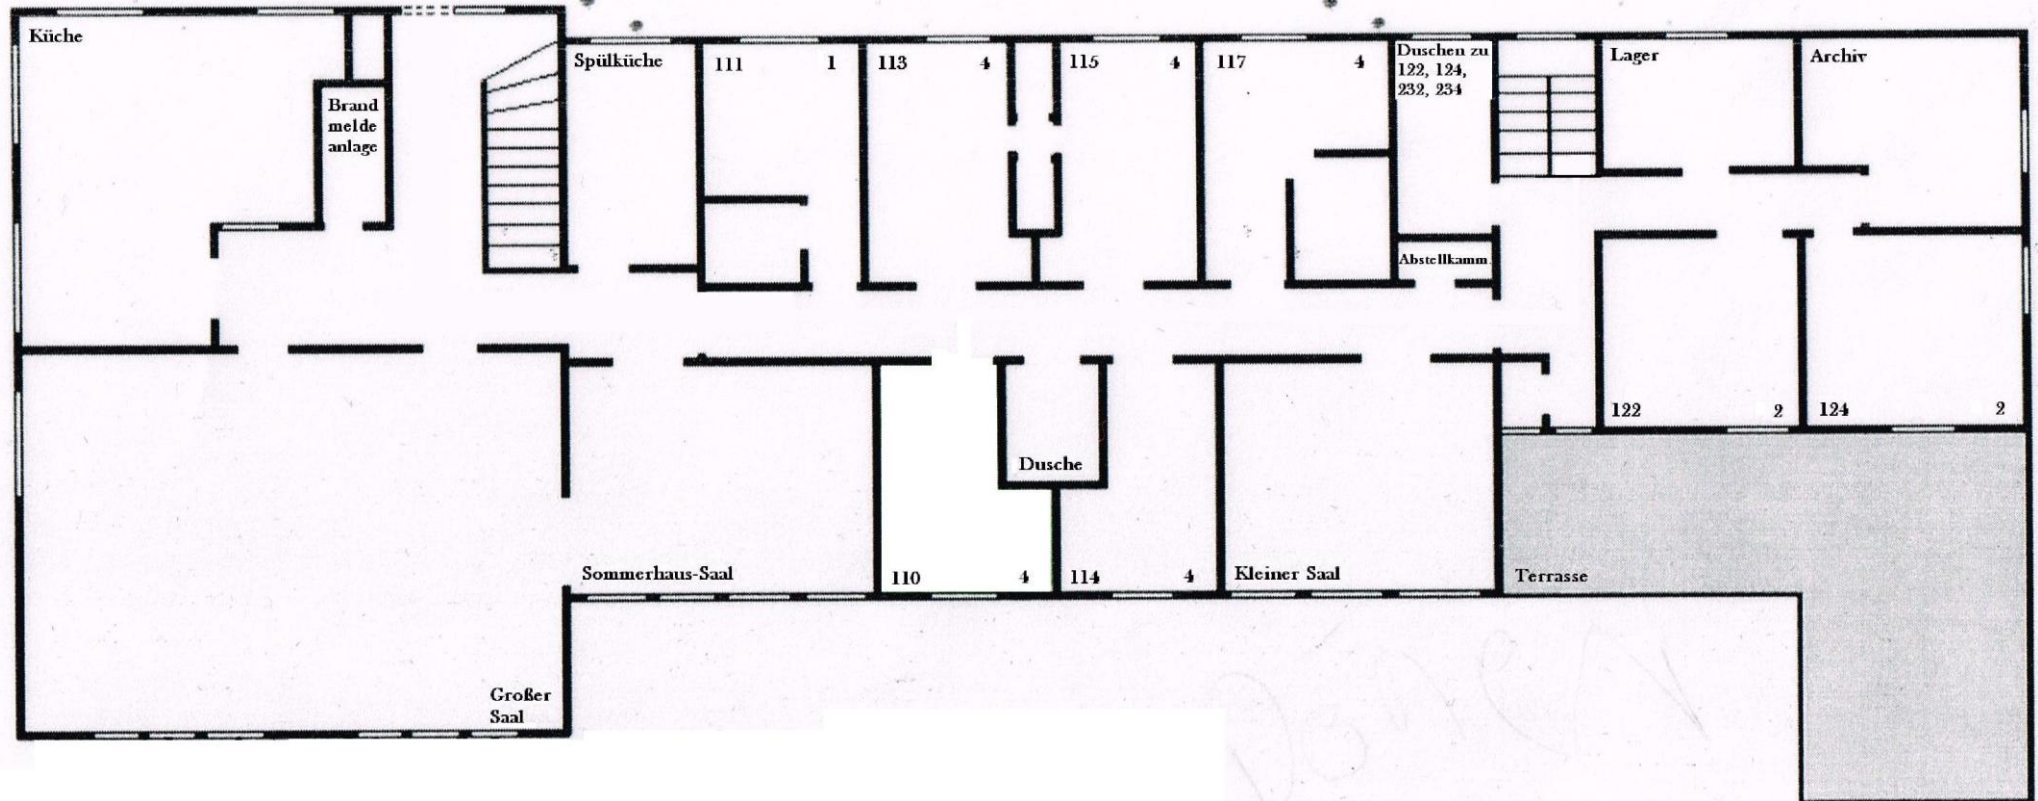 Küche
Brand
melde
anlage
Spülküche
111 1
113 4
115 4
117 4
Duschen zu
122, 124,
232, 234
Abstellkamm.
Lager
Archiv
122 2
124 2
Dusche
Sommerhaus-Saal
110 4
114 4
Kleiner Saal
Terrasse
Großer
Saal